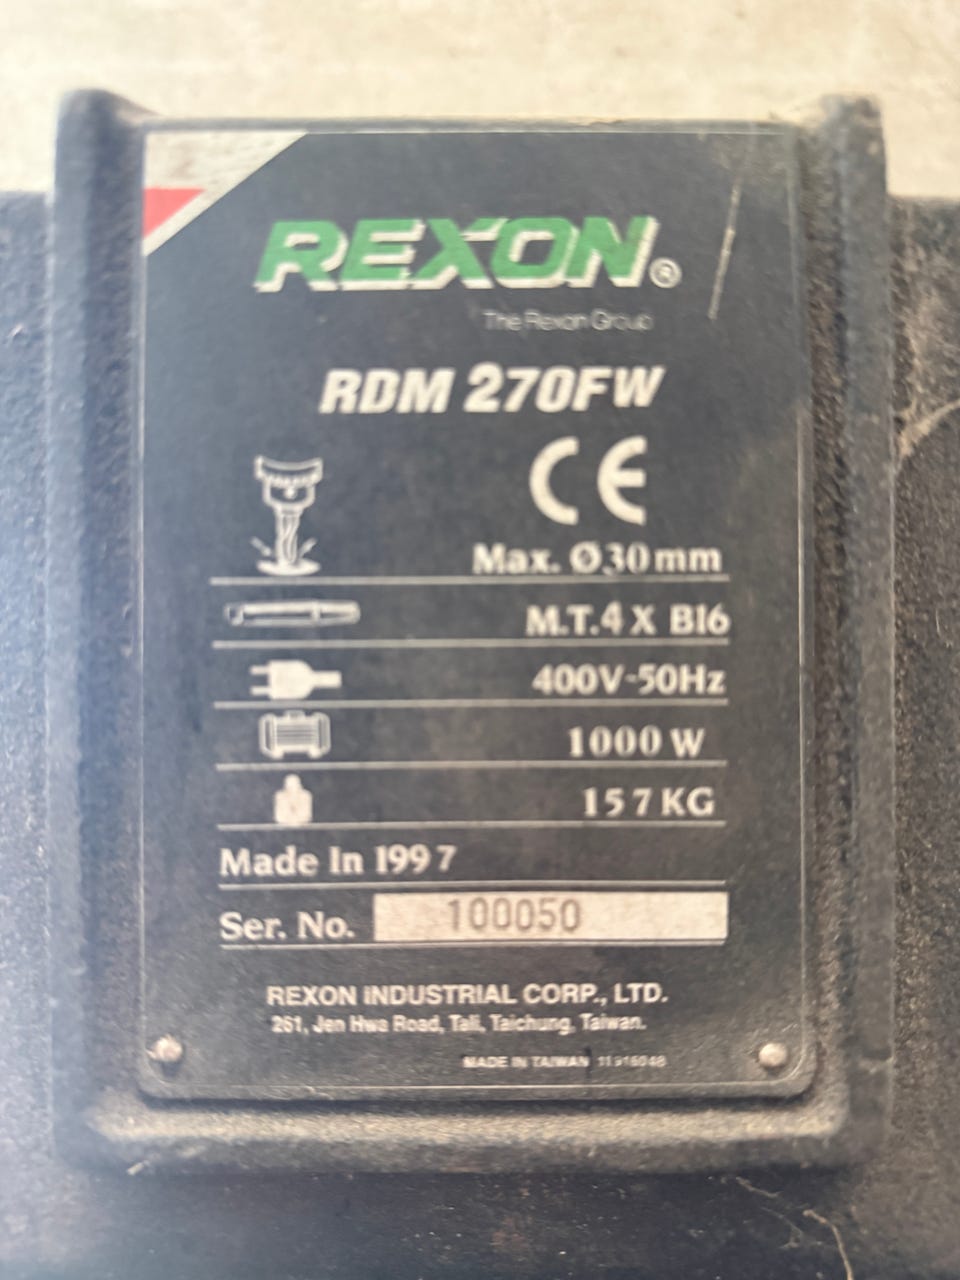 REXON®
The Rexon Group
RDM 270FW
CE
Max. Ø30mm
M.T.4 X B16
400V-50Hz
1000 W
157 KG
Made In 1997
Ser. No. 100050
REXON INDUSTRIAL CORP., LTD.
261, Jen Hwa Road, Tali, Taichung, Taiwan.
MADE IN TAIWAN